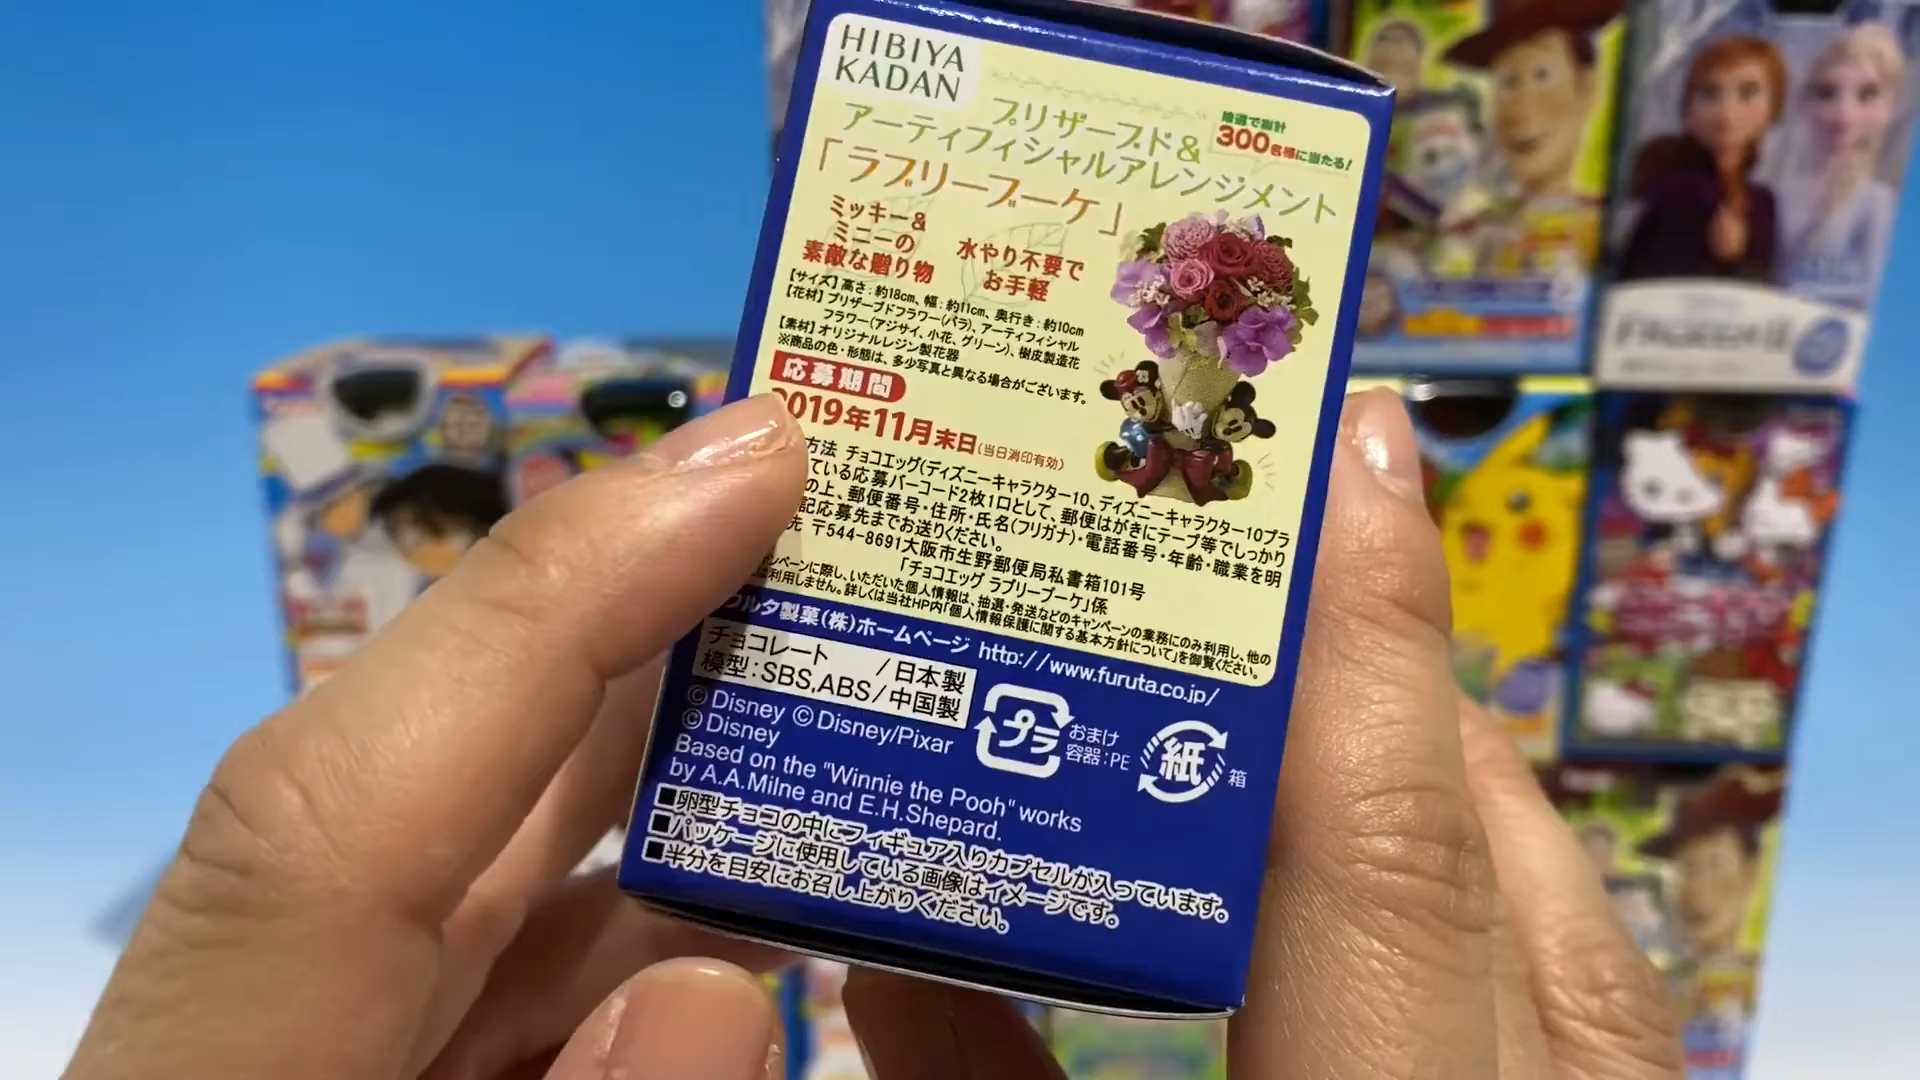 HIBIYA
KADAN
プリザーブド&
アーティフィシャルアレンジメント
「ラブリーブーケ」
抽選で合計
300名様に当たる!
ミッキー&
ミニーの
素敵な贈り物
水やり不要で
お手軽
【サイズ】高さ:約18cm、幅:約11cm、奥行き:約10cm
【花材】プリザーブドフラワー(バラ)、アーティフィシャル
フラワー(アジサイ、小花、グリーン)、樹皮製造花
【素材】オリジナルレジン製花器
※商品の色・形態は、多少写真と異なる場合がございます。
応募期間
2019年11月末日(当日消印有効)
方法 チョコエッグ(ディズニーキャラクター10、ディズニーキャラクター10プラ
ている応募バーコード2枚1口として、郵便はがきにテープ等でしっかり
の上、郵便番号・住所・氏名(フリガナ)・電話番号・年齢・職業を明
記応募先までお送りください。
先 〒544-8691大阪市生野郵便局私書箱101号
「チョコエッグ ラブリーブーケ」係
ンペーンに際し、いただいた個人情報は、抽選・発送などのキャンペーンの業務にのみ利用し、他の
は利用しません。詳しくは当社HP内「個人情報保護に関する基本方針について」を御覧ください。
フルタ製菓(株)ホームページ http://www.furuta.co.jp/
チョコレート /日本製
模型:SBS,ABS/中国製
© Disney © Disney/Pixar
© Disney
Based on the "Winnie the Pooh" works
by A.A.Milne and E.H.Shepard.
プラ
おまけ
容器:PE
紙
箱
■卵型チョコの中にフィギュア入りカプセルが入っています。
■パッケージに使用している画像はイメージです。
■半分を目安にお召し上がりください。